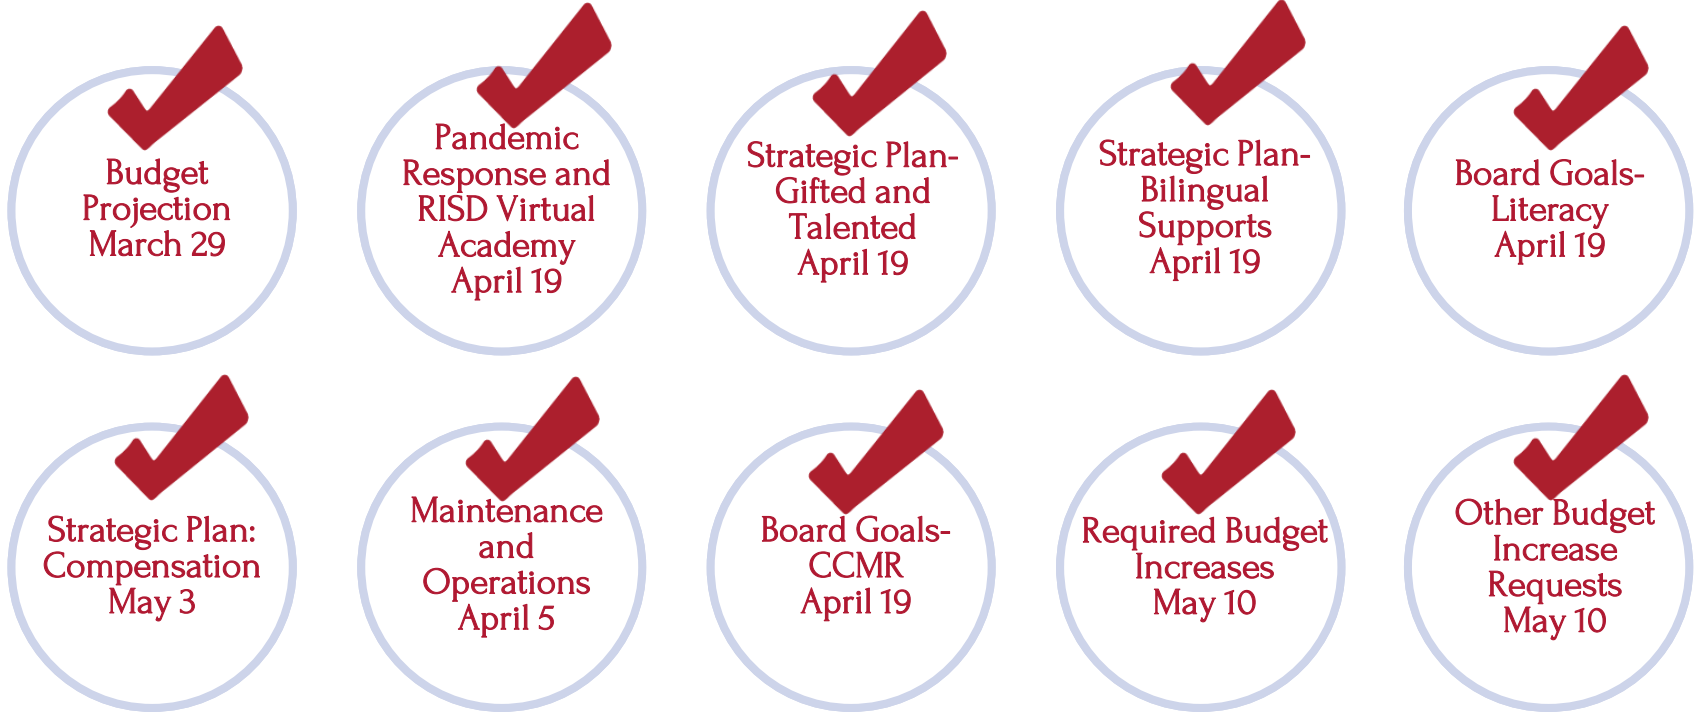 Budget
Projection
March 29
Pandemic
Response and
RISD Virtual
Academy
April 19
Strategic Plan-
Gifted and
Talented
April 19
Strategic Plan-
Bilingual
Supports
April 19
Board Goals-
Literacy
April 19
Strategic Plan:
Compensation
May 3
Maintenance
and
Operations
April 5
Board Goals-
CCMR
April 19
Required Budget
Increases
May 10
Other Budget
Increase
Requests
May 10